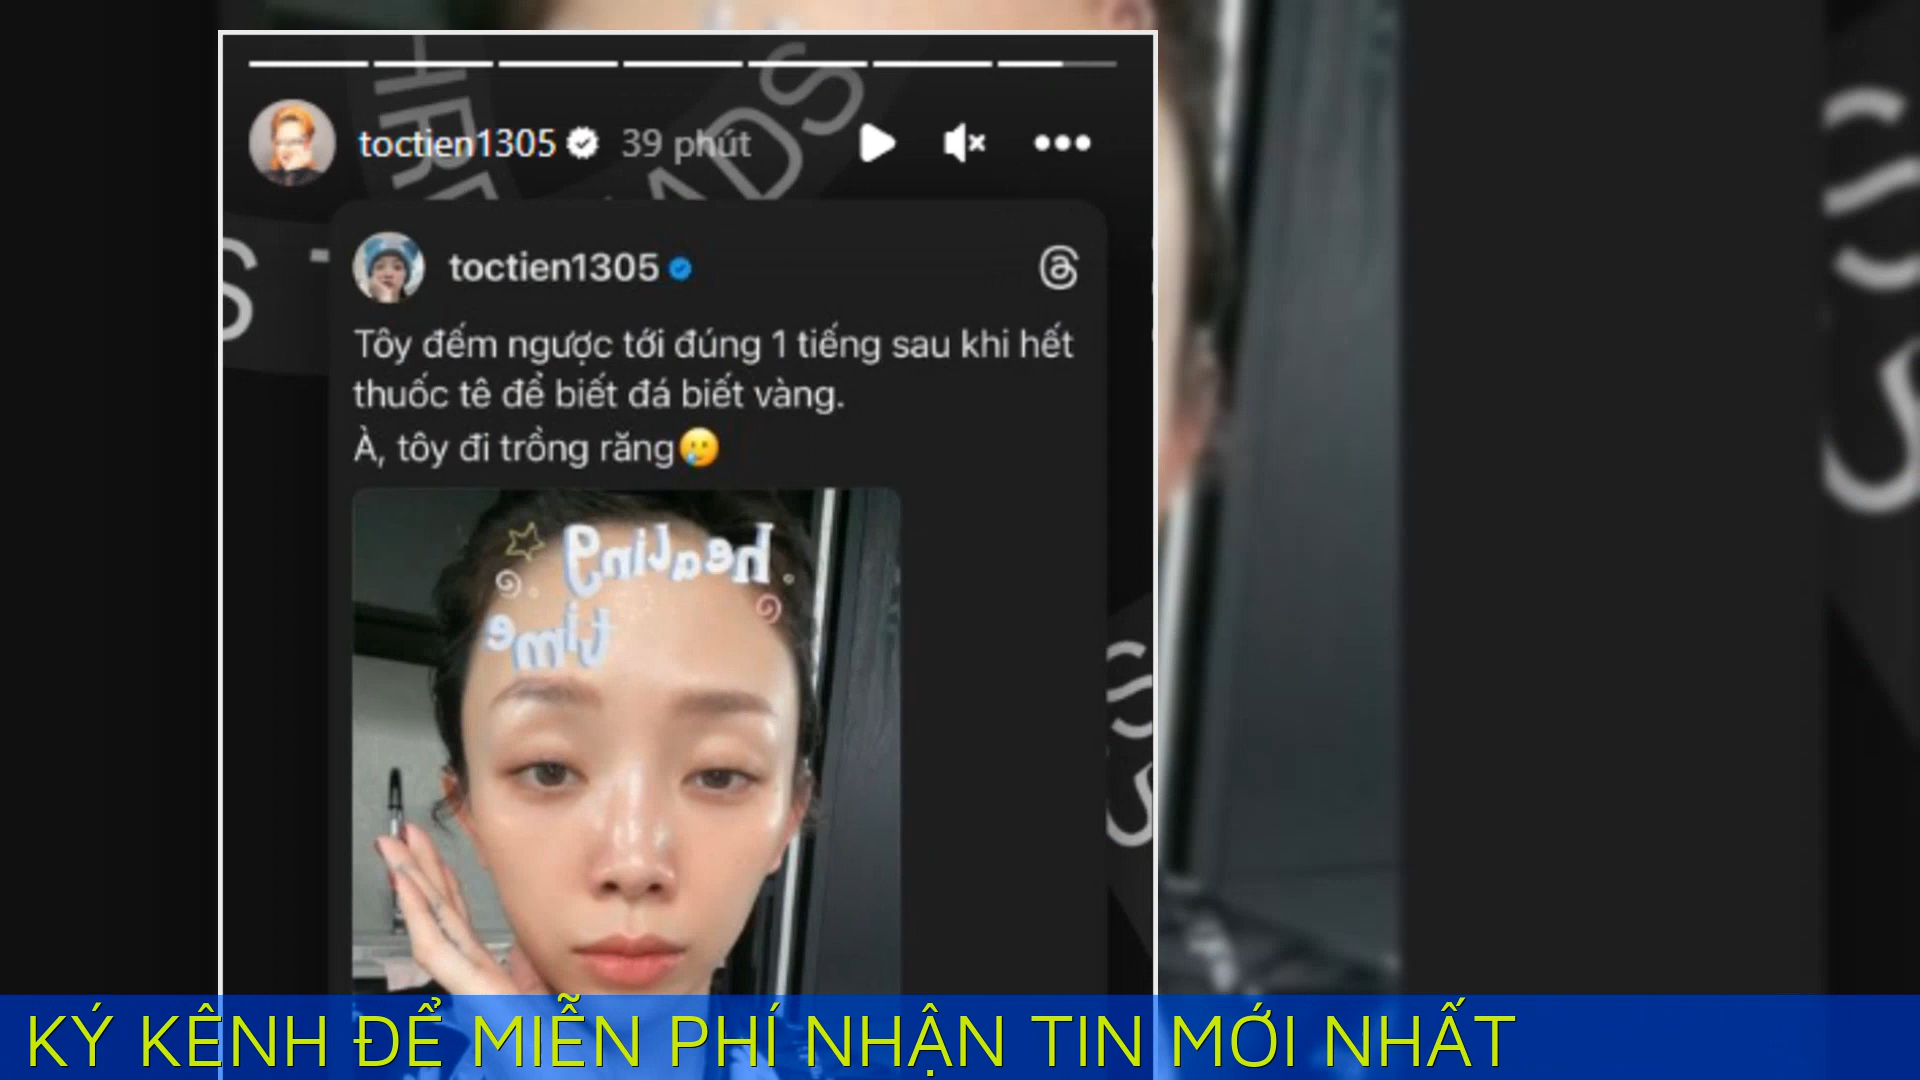 toctien1305 39 phút
toctien1305
Tôy đếm ngược tới đúng 1 tiếng sau khi hết
thuốc tê để biết đá biết vàng.
À, tôy đi trồng răng🥲
healing
time
KÝ KÊNH ĐỂ MIỄN PHÍ NHẬN TIN MỚI NHẤT